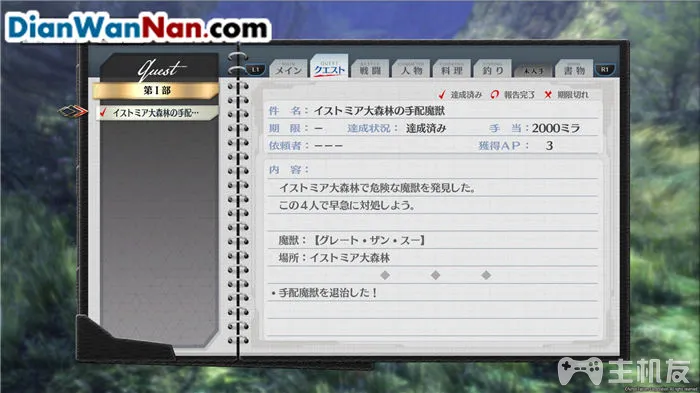 DianWanNan.com
quest
第Ⅰ部
✓ イストミア大森林の手配…
L1 メイン クエスト 戦闘 人物 料理 釣り 未入手 書物 R1
QUEST
✓ 達成済み 報告完了 ✗ 期限切れ
件 名： イストミア大森林の手配魔獣
期 限： － 達成状況： 達成済み 手 当：2000ミラ
依頼者： －－－ 獲得AP： 3
内 容：
イストミア大森林で危険な魔獣を発見した。
この４人で早急に対処しよう。
魔獣：【グレート・ザン・スー】
場所：イストミア大森林
◆ ◆ ◆
・手配魔獣を退治した！
主机友